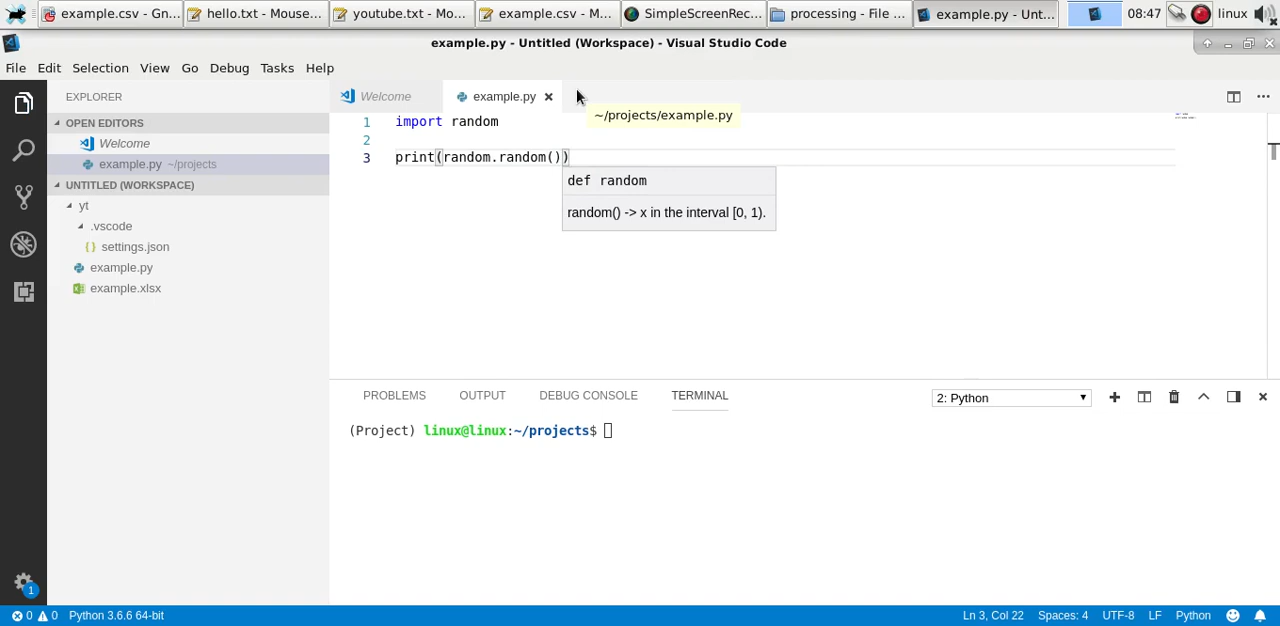 example.csv - Gn...
hello.txt - Mouse...
youtube.txt - Mo...
example.csv - M...
SimpleScreenRec...
processing - File ...
example.py - Unt...
08:47
linux
example.py - Untitled (Workspace) - Visual Studio Code
File Edit Selection View Go Debug Tasks Help
EXPLORER
OPEN EDITORS
Welcome
example.py ~/projects
UNTITLED (WORKSPACE)
yt
.vscode
{} settings.json
example.py
example.xlsx
1
Welcome
example.py
~/projects/example.py
1 import random
2
3 print(random.random())
def random
random() -> x in the interval [0, 1).
PROBLEMS OUTPUT DEBUG CONSOLE TERMINAL
2: Python
(Project) linux@linux:~/projects$
0 0 Python 3.6.6 64-bit
Ln 3, Col 22 Spaces: 4 UTF-8 LF Python